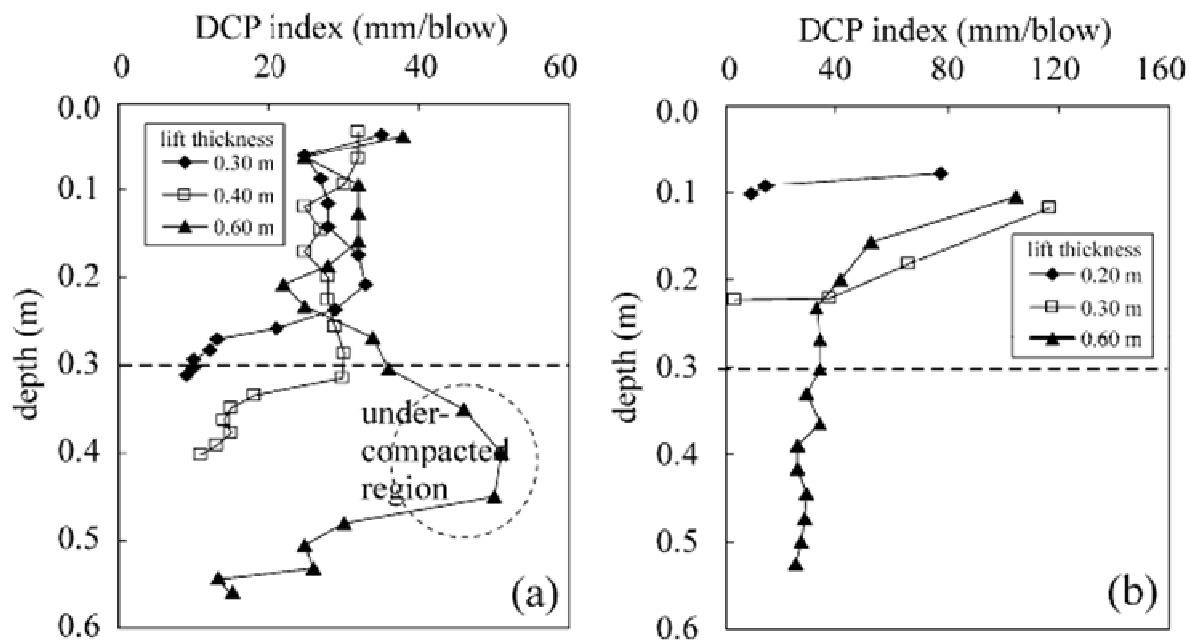 DCP index (mm/blow)
0 20 40 60
0.0
0.1
0.2
0.3
0.4
0.5
0.6
depth (m)
lift thickness
0.30 m
0.40 m
0.60 m
under-
compacted
region
(a)
DCP index (mm/blow)
0 40 80 120 160
0.0
0.1
0.2
0.3
0.4
0.5
0.6
depth (m)
lift thickness
0.20 m
0.30 m
0.60 m
(b)